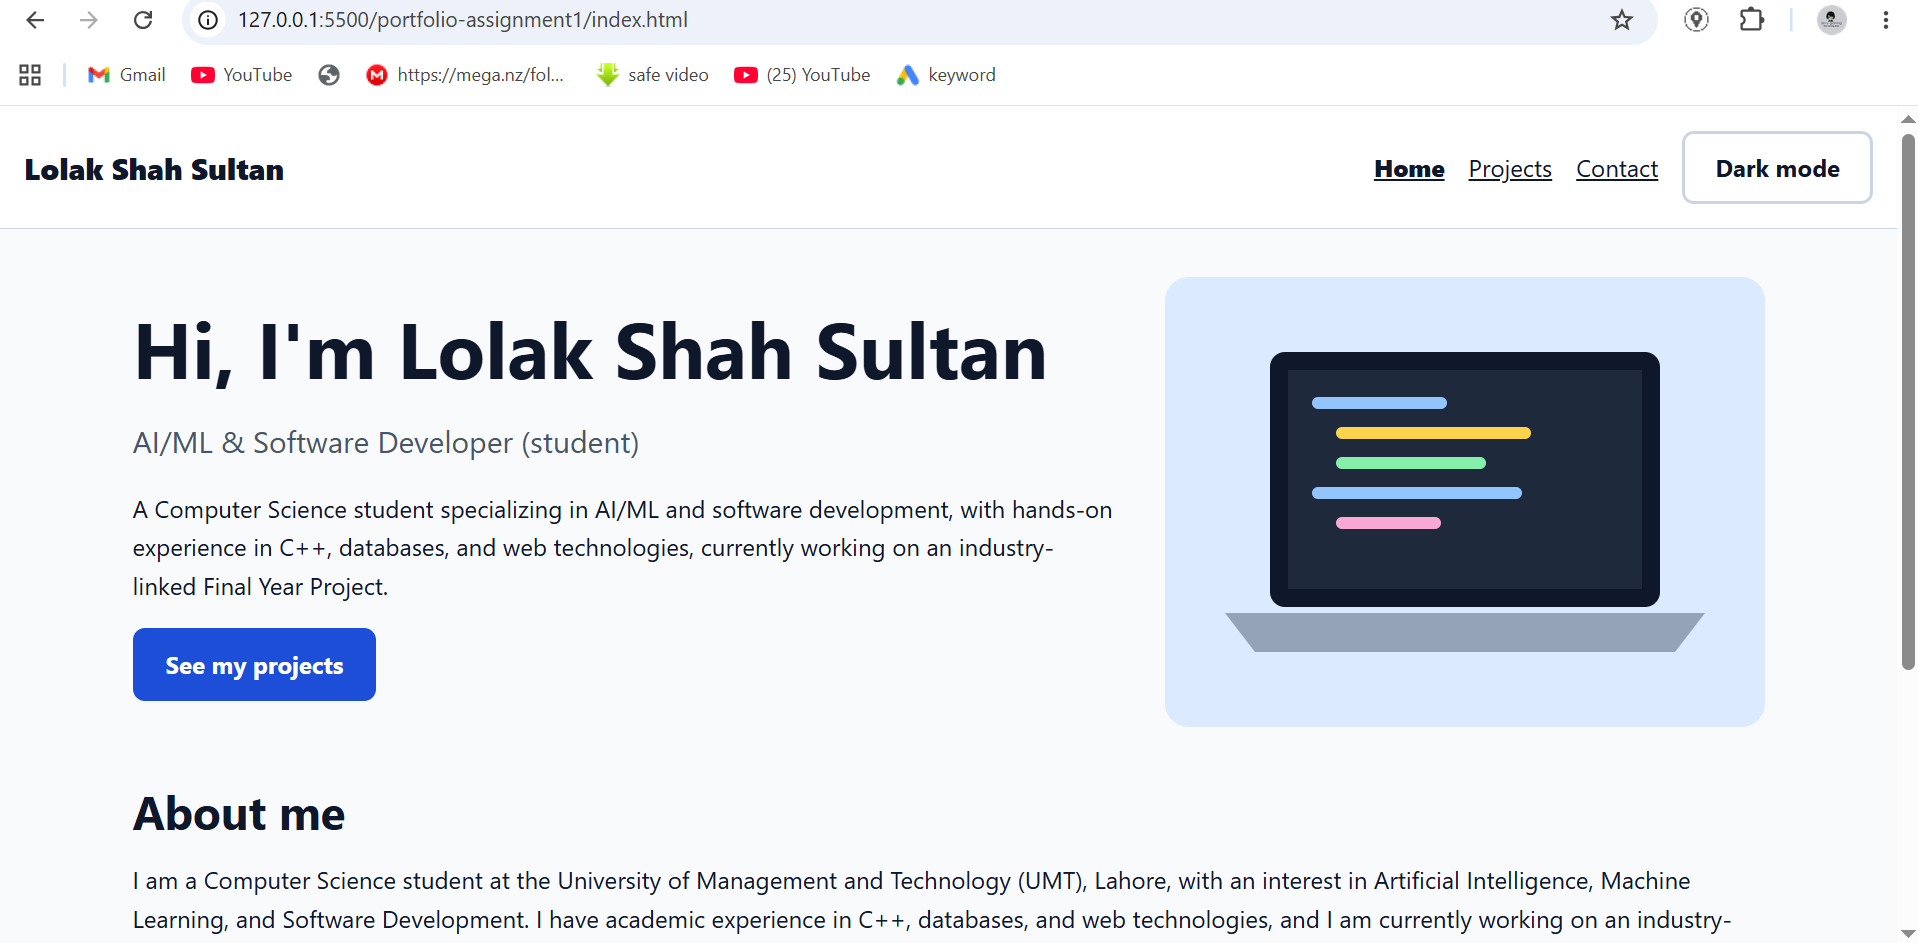 127.0.0.1:5500/portfolio-assignment1/index.html
Gmail
YouTube
https://mega.nz/fol...
safe video
(25) YouTube
keyword
Lolak Shah Sultan
Home
Projects
Contact
Dark mode
Hi, I'm Lolak Shah Sultan
AI/ML & Software Developer (student)
A Computer Science student specializing in AI/ML and software development, with hands-on
experience in C++, databases, and web technologies, currently working on an industry-
linked Final Year Project.
See my projects
About me
I am a Computer Science student at the University of Management and Technology (UMT), Lahore, with an interest in Artificial Intelligence, Machine
Learning, and Software Development. I have academic experience in C++, databases, and web technologies, and I am currently working on an industry-